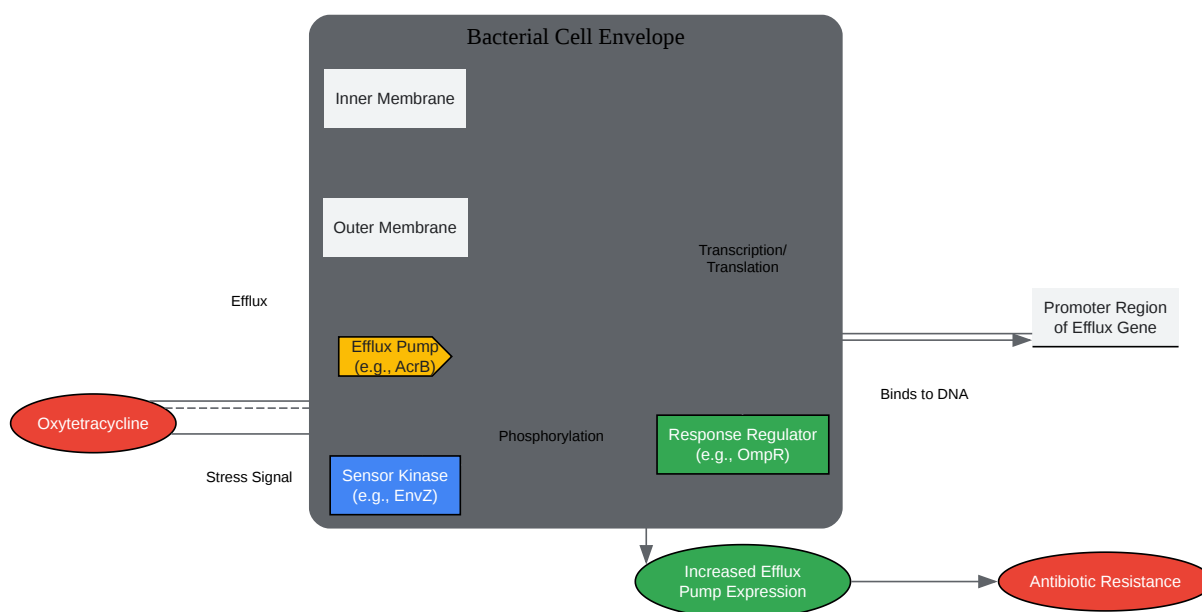 Bacterial Cell Envelope
Inner Membrane
Outer Membrane
Transcription/
Translation
Efflux
Promoter Region
of Efflux Gene
Efflux Pump
(e.g., AcrB)
Binds to DNA
Oxytetracycline
Phosphorylation
Response Regulator
(e.g., OmpR)
Stress Signal
Sensor Kinase
(e.g., EnvZ)
Increased Efflux
Pump Expression
Antibiotic Resistance